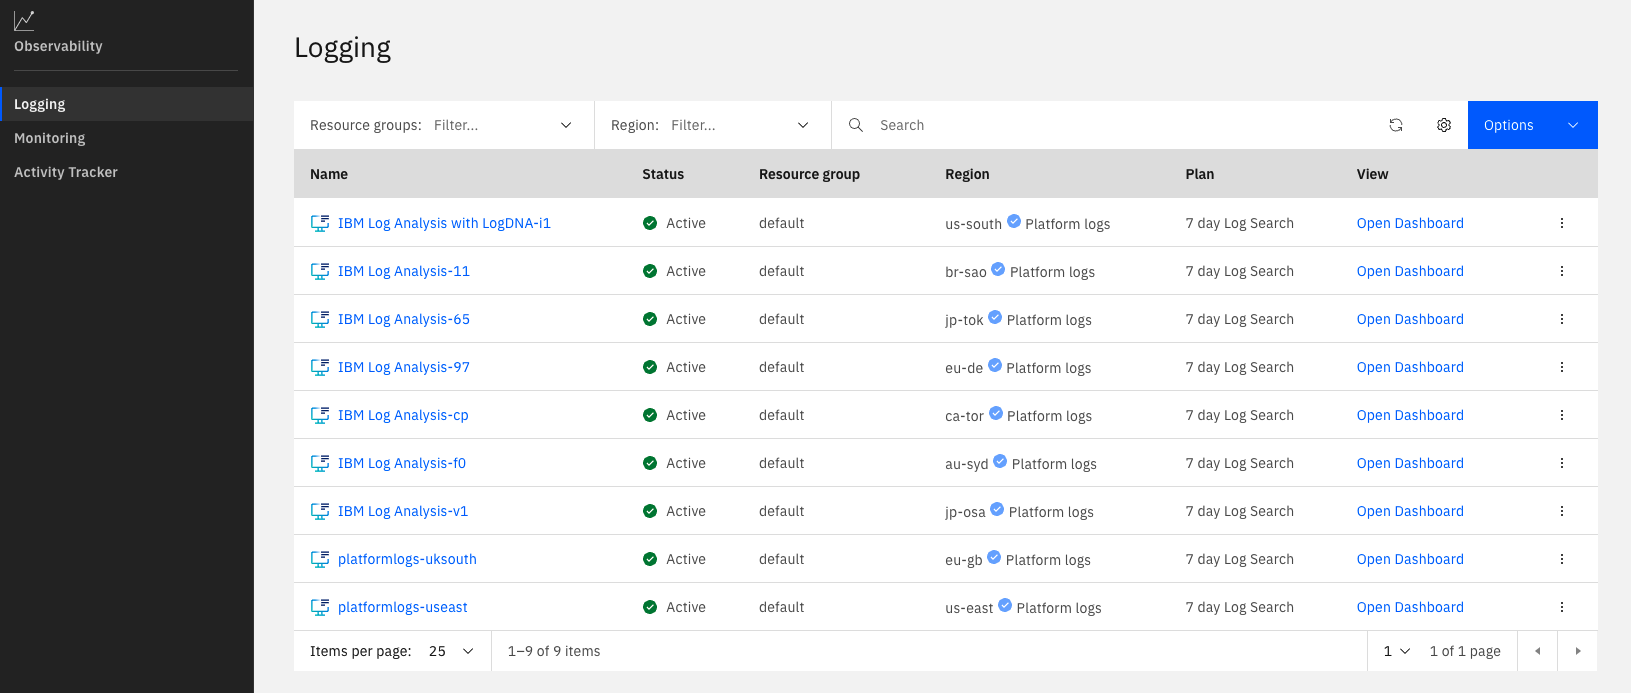 Observability
Logging
Monitoring
Activity Tracker
Logging
Resource groups: Filter... Region: Filter... Search Options
Name Status Resource group Region Plan View
IBM Log Analysis with LogDNA-i1 Active default us-south Platform logs 7 day Log Search Open Dashboard
IBM Log Analysis-11 Active default br-sao Platform logs 7 day Log Search Open Dashboard
IBM Log Analysis-65 Active default jp-tok Platform logs 7 day Log Search Open Dashboard
IBM Log Analysis-97 Active default eu-de Platform logs 7 day Log Search Open Dashboard
IBM Log Analysis-cp Active default ca-tor Platform logs 7 day Log Search Open Dashboard
IBM Log Analysis-f0 Active default au-syd Platform logs 7 day Log Search Open Dashboard
IBM Log Analysis-v1 Active default jp-osa Platform logs 7 day Log Search Open Dashboard
platformlogs-uksouth Active default eu-gb Platform logs 7 day Log Search Open Dashboard
platformlogs-useast Active default us-east Platform logs 7 day Log Search Open Dashboard
Items per page: 25 1–9 of 9 items 1 1 of 1 page